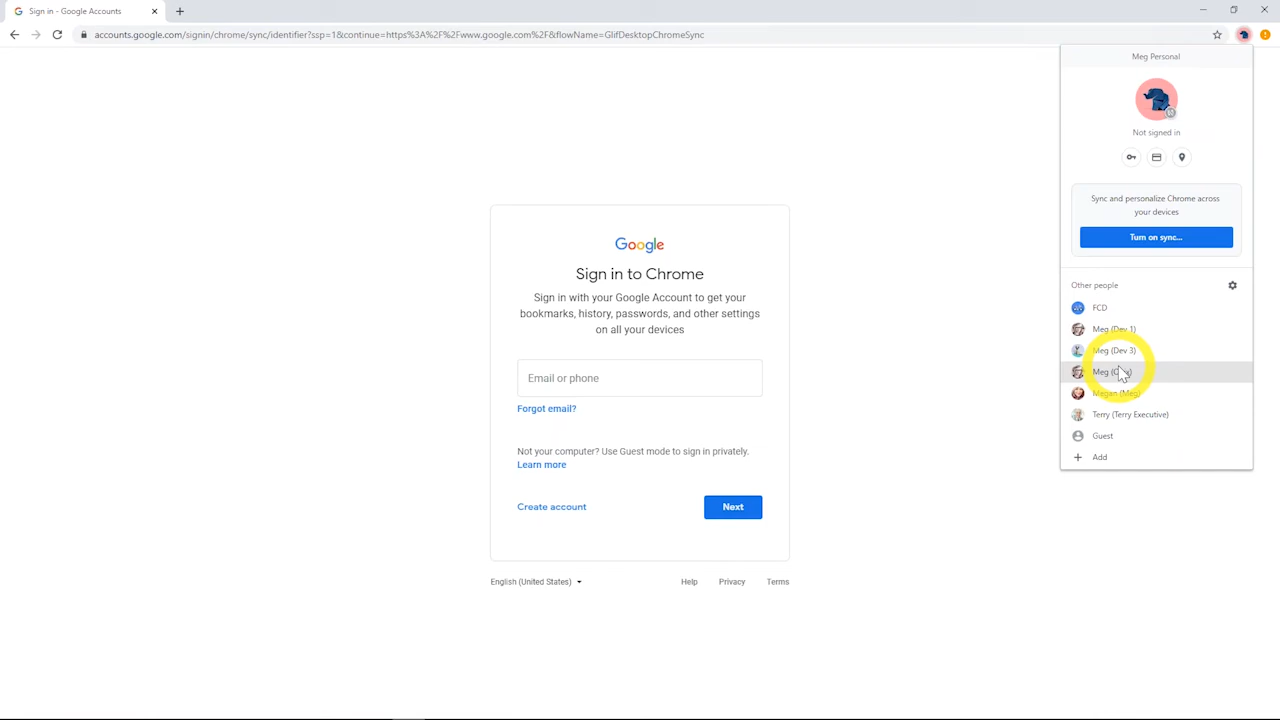 Sign in - Google Accounts
accounts.google.com/signin/chrome/sync/identifier?ssp=1&continue=https%3A%2F%2Fwww.google.com%2F&flowName=GlifDesktopChromeSync
Meg Personal
Not signed in
Sync and personalize Chrome across
your devices
Turn on sync...
Other people
FCD
Meg (Dev 1)
Meg (Dev 3)
Meg
Megan (Meg)
Terry (Terry Executive)
Guest
Add
Google
Sign in to Chrome
Sign in with your Google Account to get your
bookmarks, history, passwords, and other settings
on all your devices
Email or phone
Forgot email?
Not your computer? Use Guest mode to sign in privately.
Learn more
Create account
Next
English (United States)
Help Privacy Terms